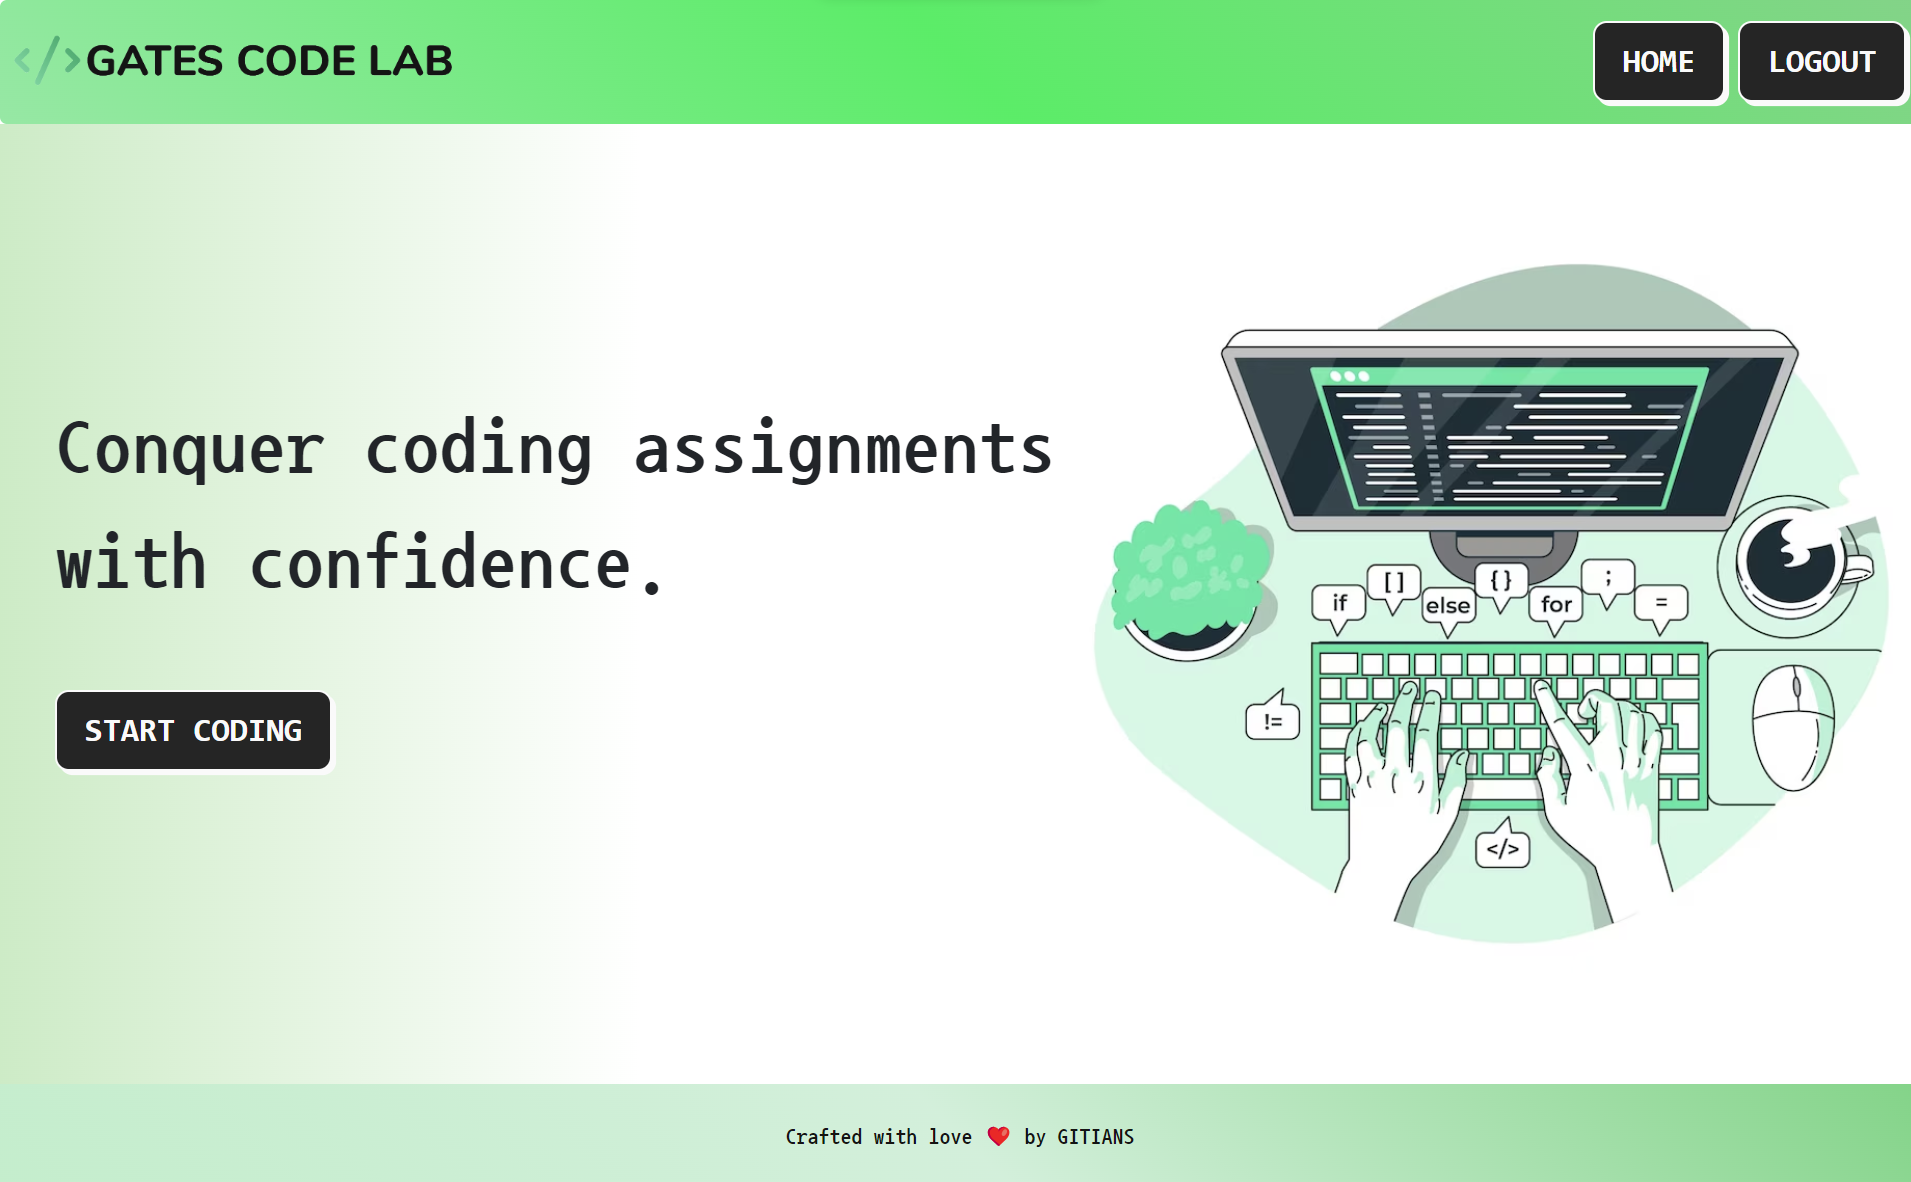 </>GATES CODE LAB
HOME
LOGOUT
Conquer coding assignments
with confidence.
START CODING
if
[]
else
{}
for
;
=
!=
</>
Crafted with love ❤️ by GITIANS